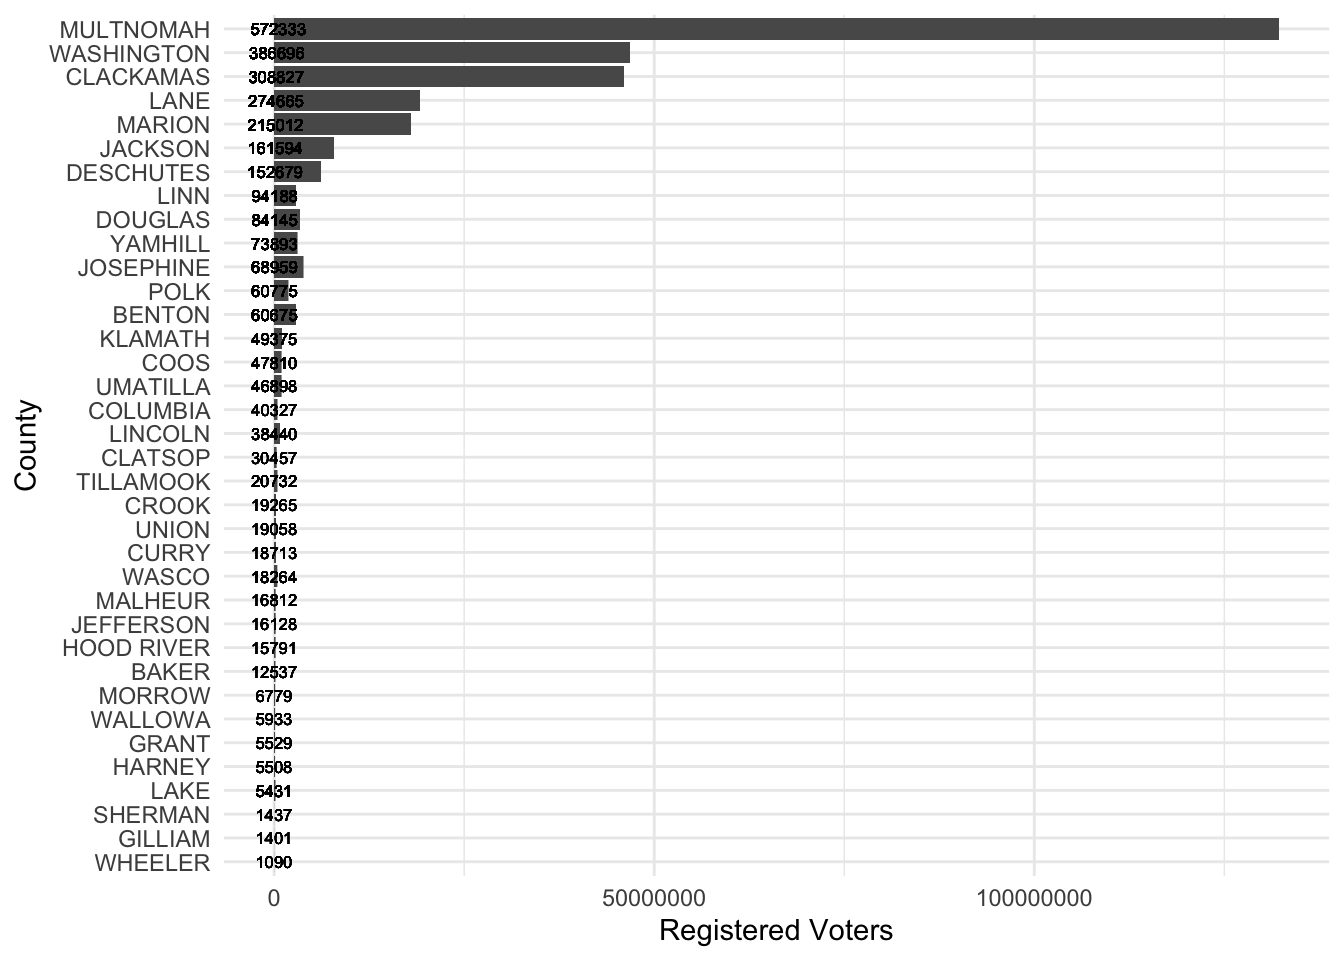 MULTNOMAH 572333
WASHINGTON 386696
CLACKAMAS 308827
LANE 274665
MARION 215012
JACKSON 161594
DESCHUTES 152679
LINN 94188
DOUGLAS 84145
YAMHILL 73893
JOSEPHINE 68959
POLK 60775
BENTON 60675
KLAMATH 49375
COOS 47810
UMATILLA 46898
COLUMBIA 40327
LINCOLN 38440
CLATSOP 30457
TILLAMOOK 20732
CROOK 19265
UNION 19058
CURRY 18713
WASCO 18264
MALHEUR 16812
JEFFERSON 16128
HOOD RIVER 15791
BAKER 12537
MORROW 6779
WALLOWA 5933
GRANT 5529
HARNEY 5508
LAKE 5431
SHERMAN 1437
GILLIAM 1401
WHEELER 1090
County
0 50000000 100000000
Registered Voters